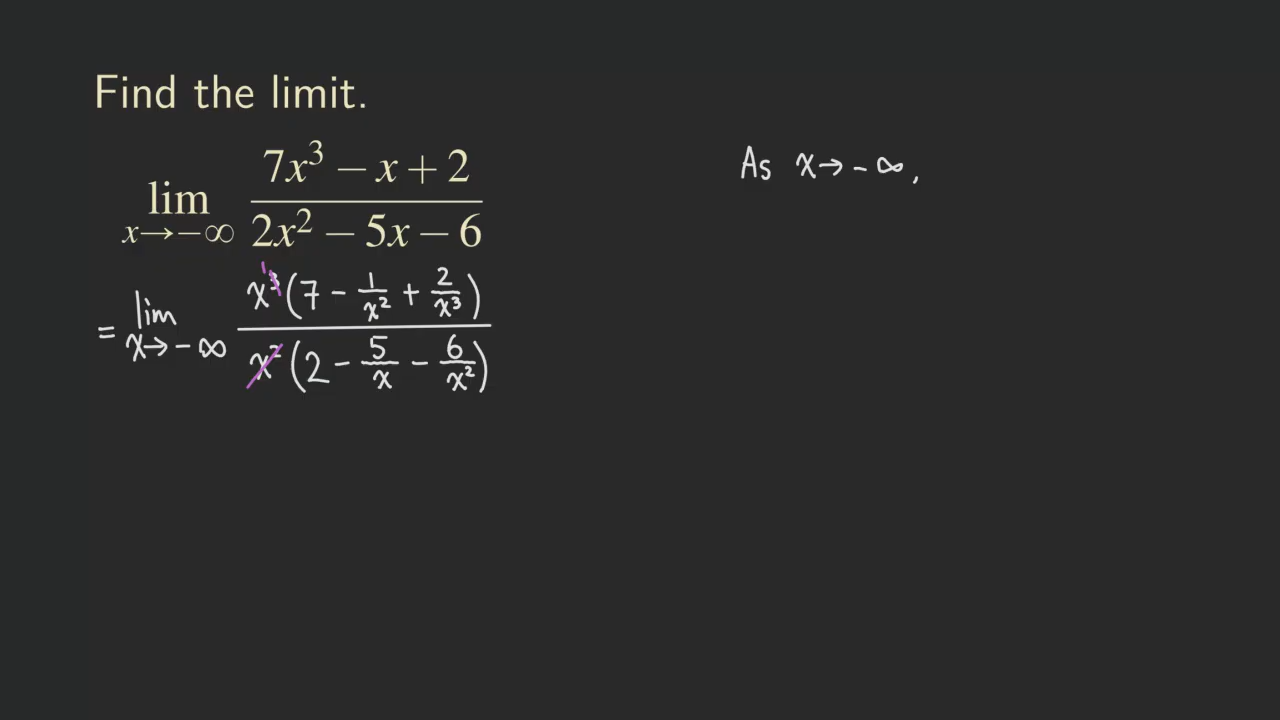 Find the limit.
lim x→−∞ (7x³ − x + 2)/(2x² − 5x − 6)
As x→−∞,
= lim x→−∞ x³(7 − 1/x² + 2/x³)/x²(2 − 5/x − 6/x²)